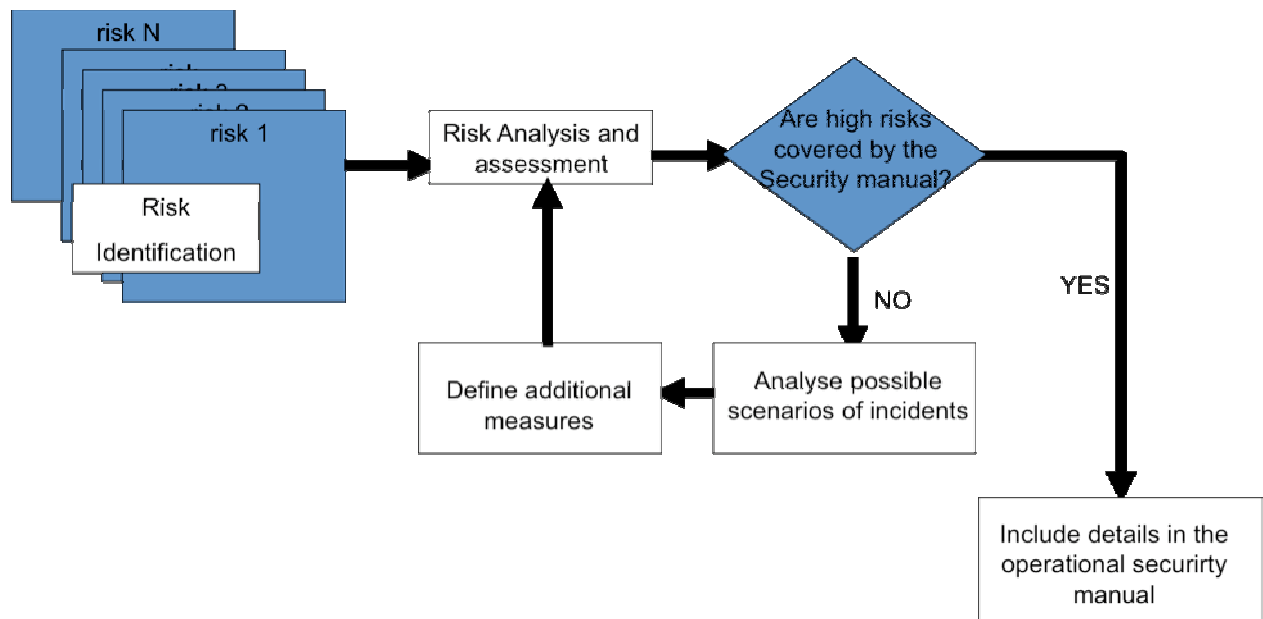 risk N
risk
risk 1
Risk
Identification
Risk Analysis and
assessment
Are high risks
covered by the
Security manual?
NO
YES
Define additional
measures
Analyse possible
scenarios of incidents
Include details in the
operational securirty
manual